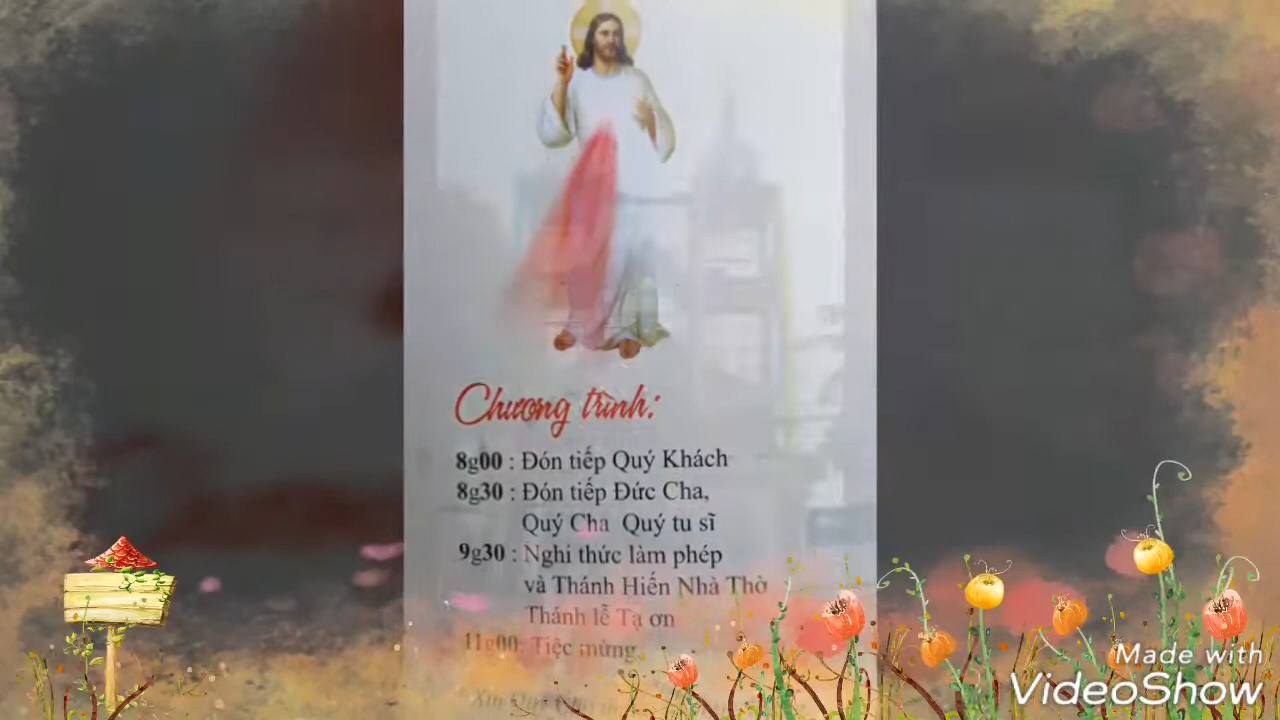 Chương trình:
8g00 : Đón tiếp Quý Khách
8g30 : Đón tiếp Đức Cha,
Quý Cha Quý tu sĩ
9g30 : Nghi thức làm phép
và Thánh Hiến Nhà Thờ
Thánh lễ Tạ ơn
11g00: Tiệc mừng
Made with
VideoShow